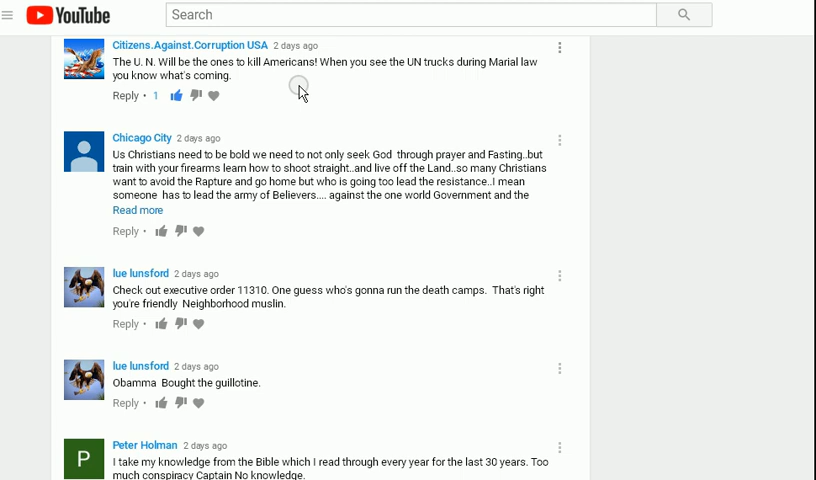 YouTube
Search
Citizens.Against.Corruption USA 2 days ago
The U. N. Will be the ones to kill Americans! When you see the UN trucks during Marial law
you know what's coming.
Reply • 1
Chicago City 2 days ago
Us Christians need to be bold we need to not only seek God through prayer and Fasting..but
train with your firearms learn how to shoot straight..and live off the Land..so many Christians
want to avoid the Rapture and go home but who is going too lead the resistance..I mean
someone has to lead the army of Believers.... against the one world Government and the
Read more
Reply •
lue lunsford 2 days ago
Check out executive order 11310. One guess who's gonna run the death camps. That's right
you're friendly Neighborhood muslin.
Reply •
lue lunsford 2 days ago
Obamma Bought the guillotine.
Reply •
P
Peter Holman 2 days ago
I take my knowledge from the Bible which I read through every year for the last 30 years. Too
much conspiracy Captain No knowledge.